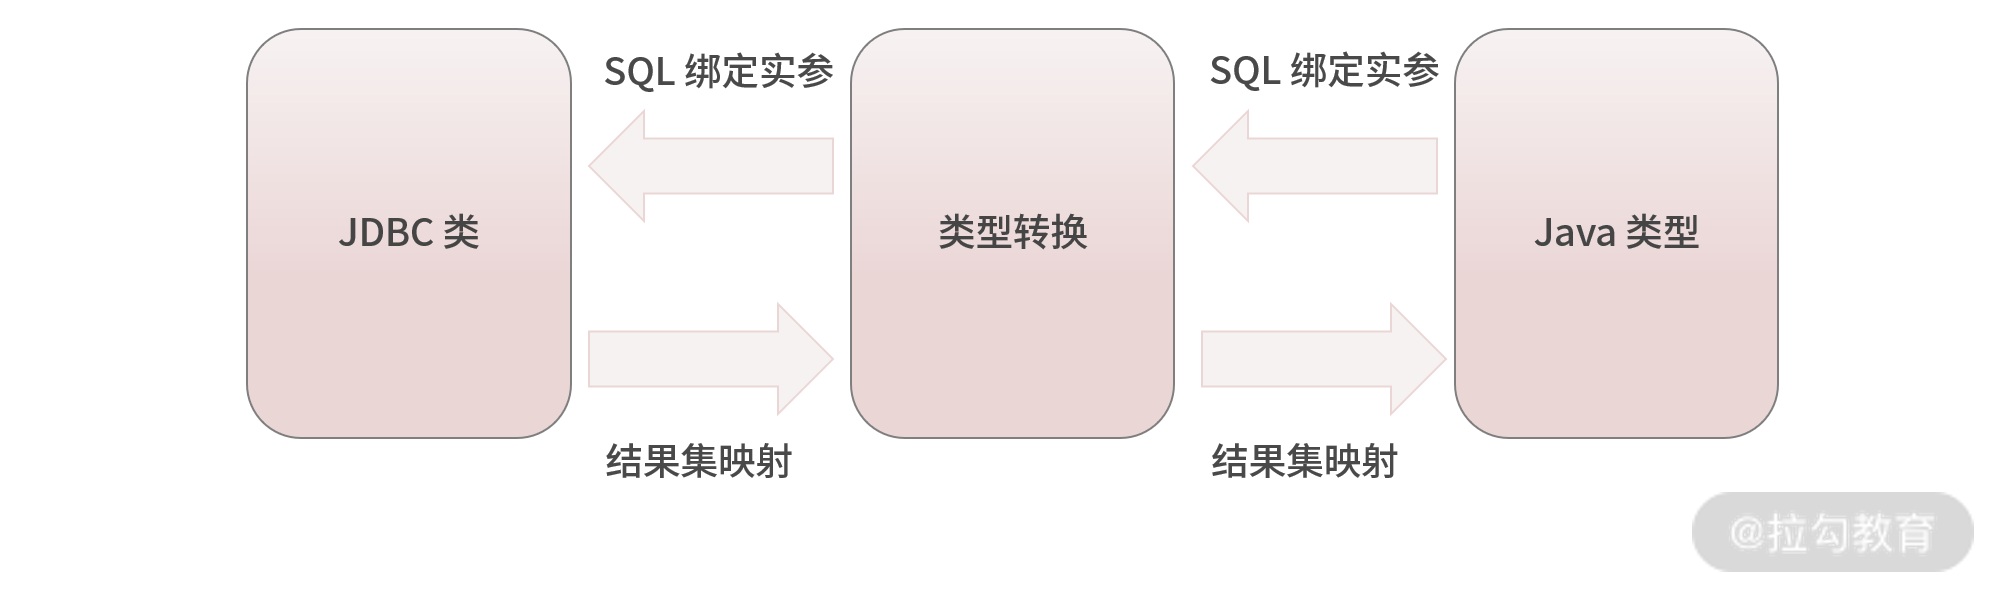 SQL 绑定实参
SQL 绑定实参
JDBC 类
类型转换
Java 类型
结果集映射
结果集映射
@拉勾教育